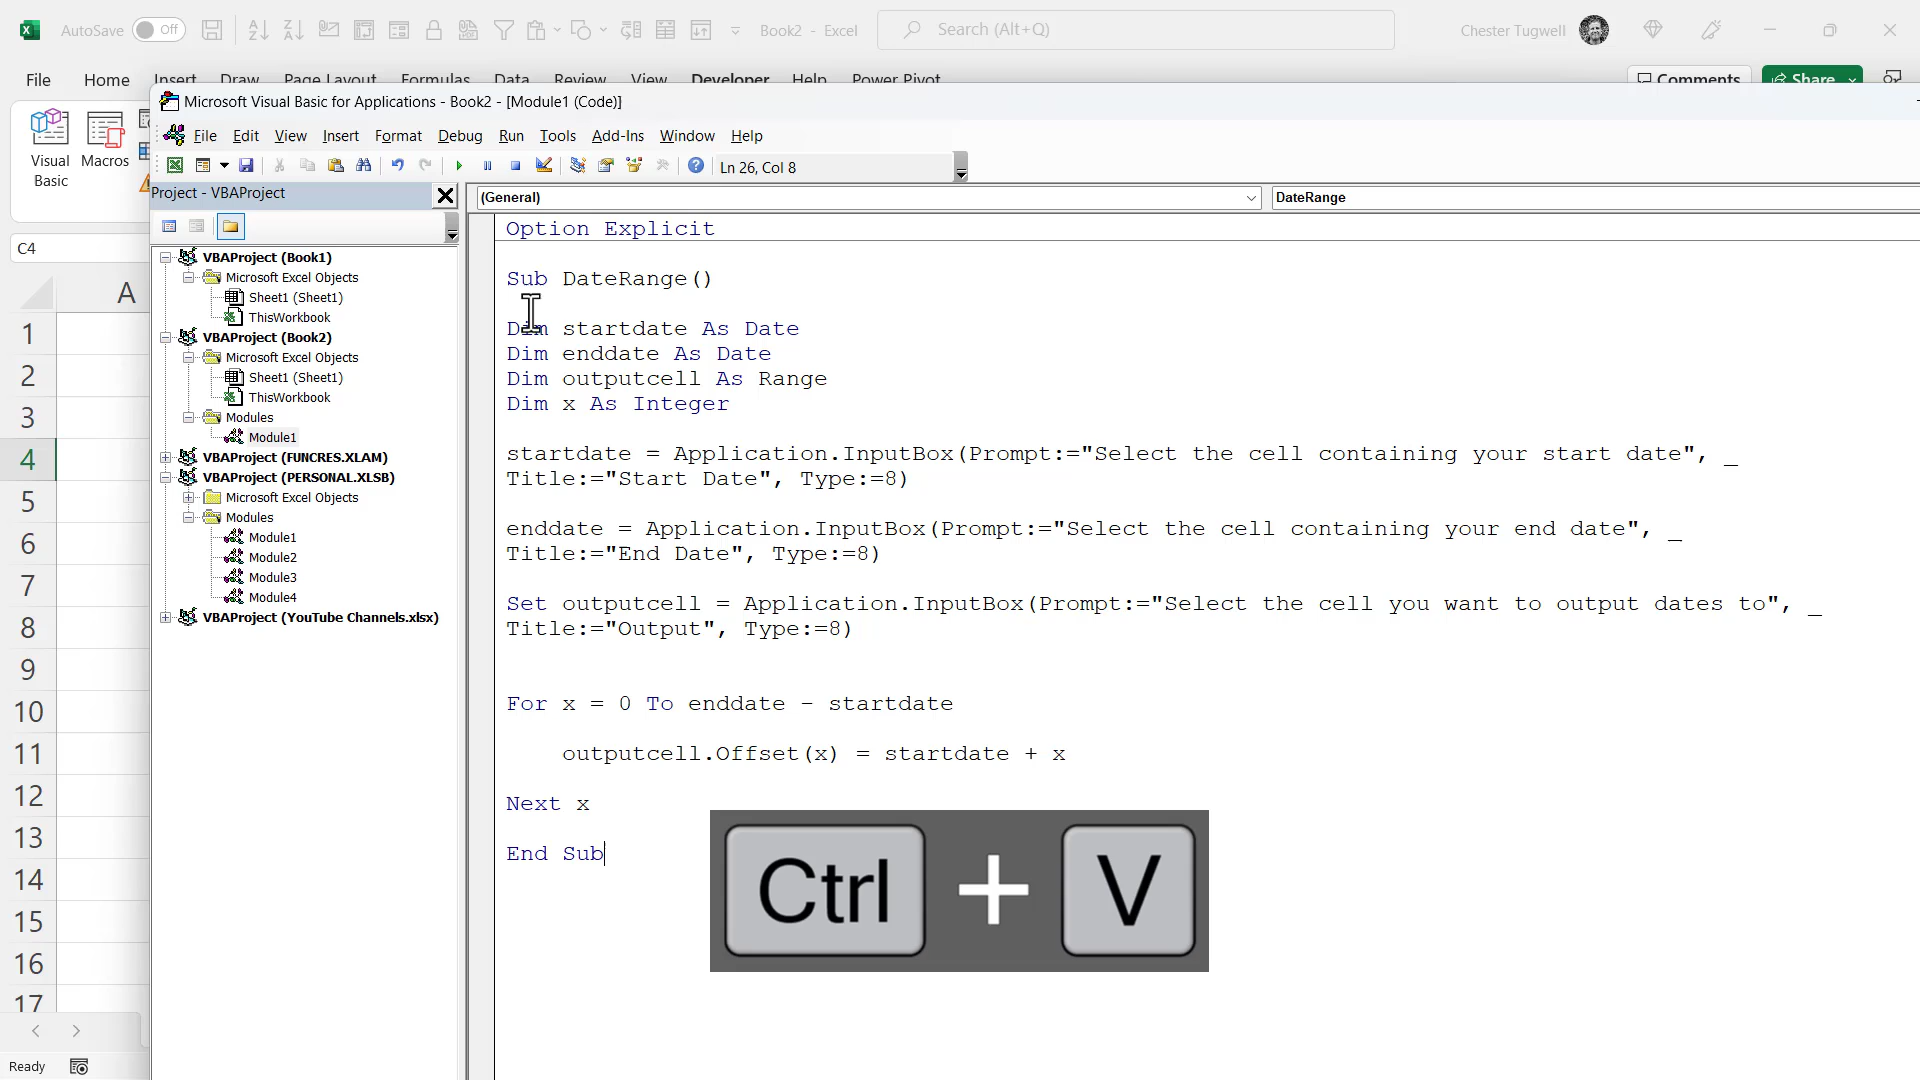 AutoSave Off Book2 - Excel Search (Alt+Q) Chester Tugwell
File Home Insert Draw Page Layout Formulas Data Review View Developer Help Power Pivot Comments Share
Visual Basic
Macros
C4
A
1
2
3
4
5
6
7
8
9
10
11
12
13
14
15
16
17
Ready
Microsoft Visual Basic for Applications - Book2 - [Module1 (Code)]
File Edit View Insert Format Debug Run Tools Add-Ins Window Help
Ln 26, Col 8
Project - VBAProject
VBAProject (Book1)
Microsoft Excel Objects
Sheet1 (Sheet1)
ThisWorkbook
VBAProject (Book2)
Microsoft Excel Objects
Sheet1 (Sheet1)
ThisWorkbook
Modules
Module1
VBAProject (FUNCRES.XLAM)
VBAProject (PERSONAL.XLSB)
Microsoft Excel Objects
Modules
Module1
Module2
Module3
Module4
VBAProject (YouTube Channels.xlsx)
(General) DateRange
Option Explicit
Sub DateRange()
Dim startdate As Date
Dim enddate As Date
Dim outputcell As Range
Dim x As Integer
startdate = Application.InputBox(Prompt:="Select the cell containing your start date", _
Title:="Start Date", Type:=8)
enddate = Application.InputBox(Prompt:="Select the cell containing your end date", _
Title:="End Date", Type:=8)
Set outputcell = Application.InputBox(Prompt:="Select the cell you want to output dates to", _
Title:="Output", Type:=8)
For x = 0 To enddate - startdate
outputcell.Offset(x) = startdate + x
Next x
End Sub
Ctrl + V